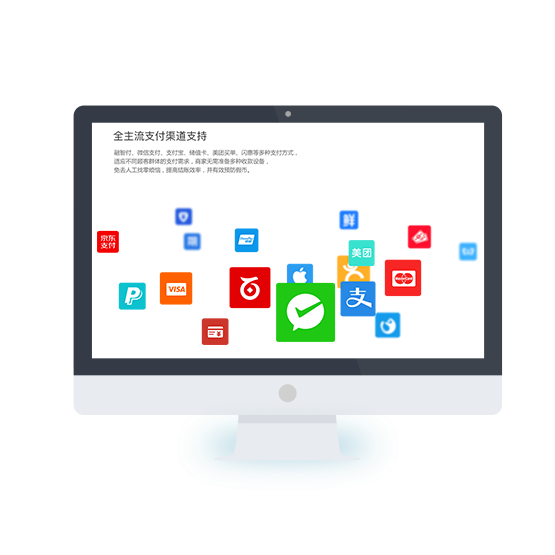 全主流支付渠道支持
融智付、微信支付、支付宝、储值卡、美团买单、闪惠等多种支付方式，
适应不同顾客群体的支付需求，商家无需准备多种收款设备，
免去人工找零烦恼，提高结账效率，并有效预防假币。
鲜
京东
支付
美团
VISA
支
MasterCard